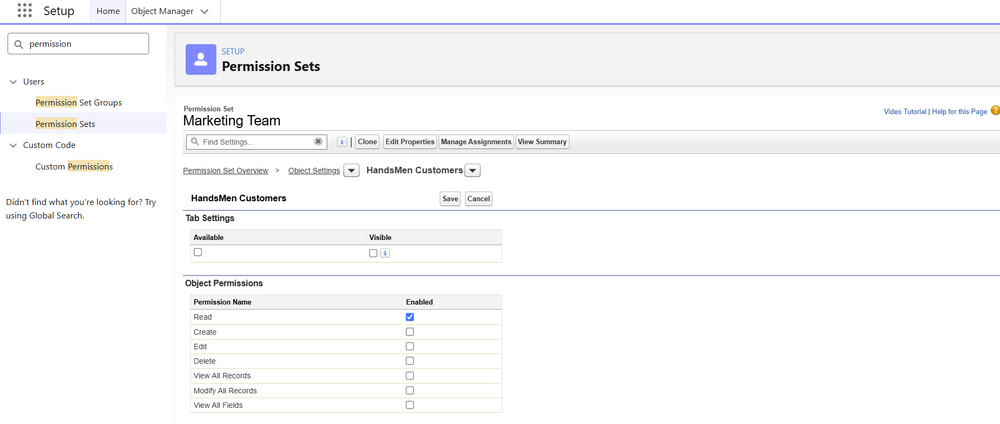 Setup
Home
Object Manager
permission
Users
Permission Set Groups
Permission Sets
Custom Code
Custom Permissions
Didn't find what you're looking for? Try
using Global Search.
SETUP
Permission Sets
Permission Set
Marketing Team
Video Tutorial | Help for this Page ?
Find Settings... i | Clone Edit Properties Manage Assignments View Summary
Permission Set Overview > Object Settings HandsMen Customers
HandsMen Customers Save Cancel
Tab Settings
Available Visible
i
Object Permissions
Permission Name Enabled
Read
Create
Edit
Delete
View All Records
Modify All Records
View All Fields